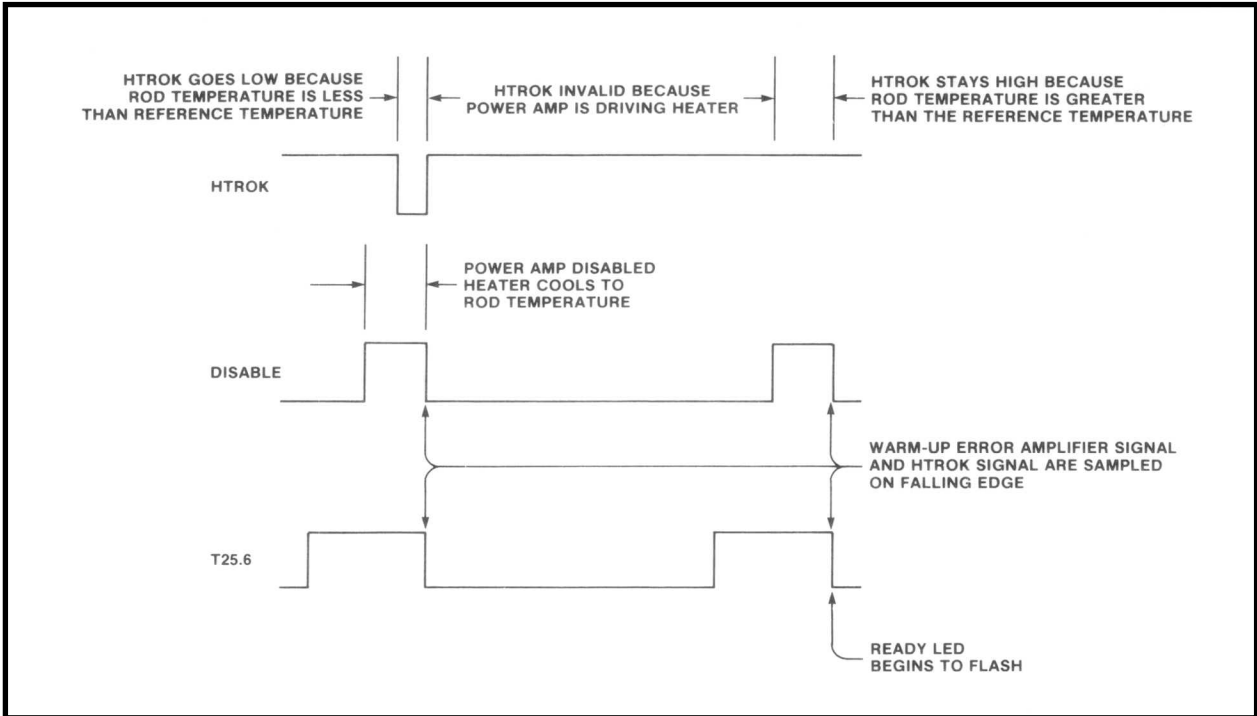 HTROK GOES LOW BECAUSE
ROD TEMPERATURE IS LESS
THAN REFERENCE TEMPERATURE
HTROK INVALID BECAUSE
POWER AMP IS DRIVING HEATER
HTROK STAYS HIGH BECAUSE
ROD TEMPERATURE IS GREATER
THAN THE REFERENCE TEMPERATURE
HTROK
POWER AMP DISABLED
HEATER COOLS TO
ROD TEMPERATURE
DISABLE
WARM-UP ERROR AMPLIFIER SIGNAL
AND HTROK SIGNAL ARE SAMPLED
ON FALLING EDGE
T25.6
READY LED
BEGINS TO FLASH